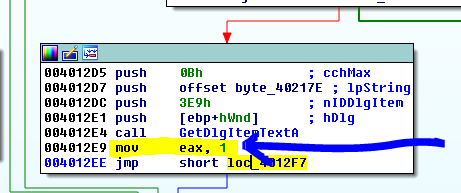 004012D5 push 0Bh ; cchMax
004012D7 push offset byte_40217E ; lpString
004012DC push 3E9h ; nIDDlgItem
004012E1 push [ebp+hWnd] ; hDlg
004012E4 call GetDlgItemTextA
004012E9 mov eax, 1
004012EE jmp short loc_4012F7